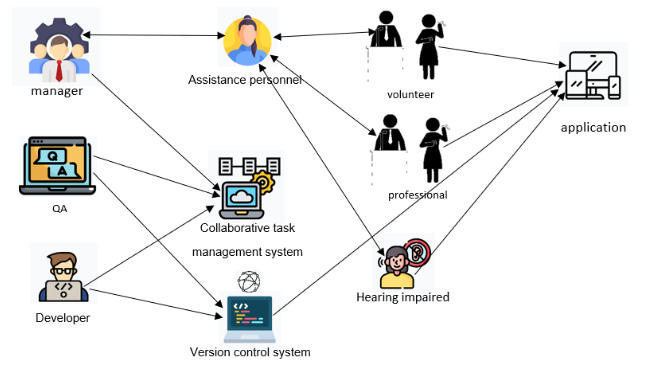 manager
Assistance personnel
volunteer
application
professional
Q
A
QA
Collaborative task
management system
Hearing impaired
</>
Developer
</>
Version control system